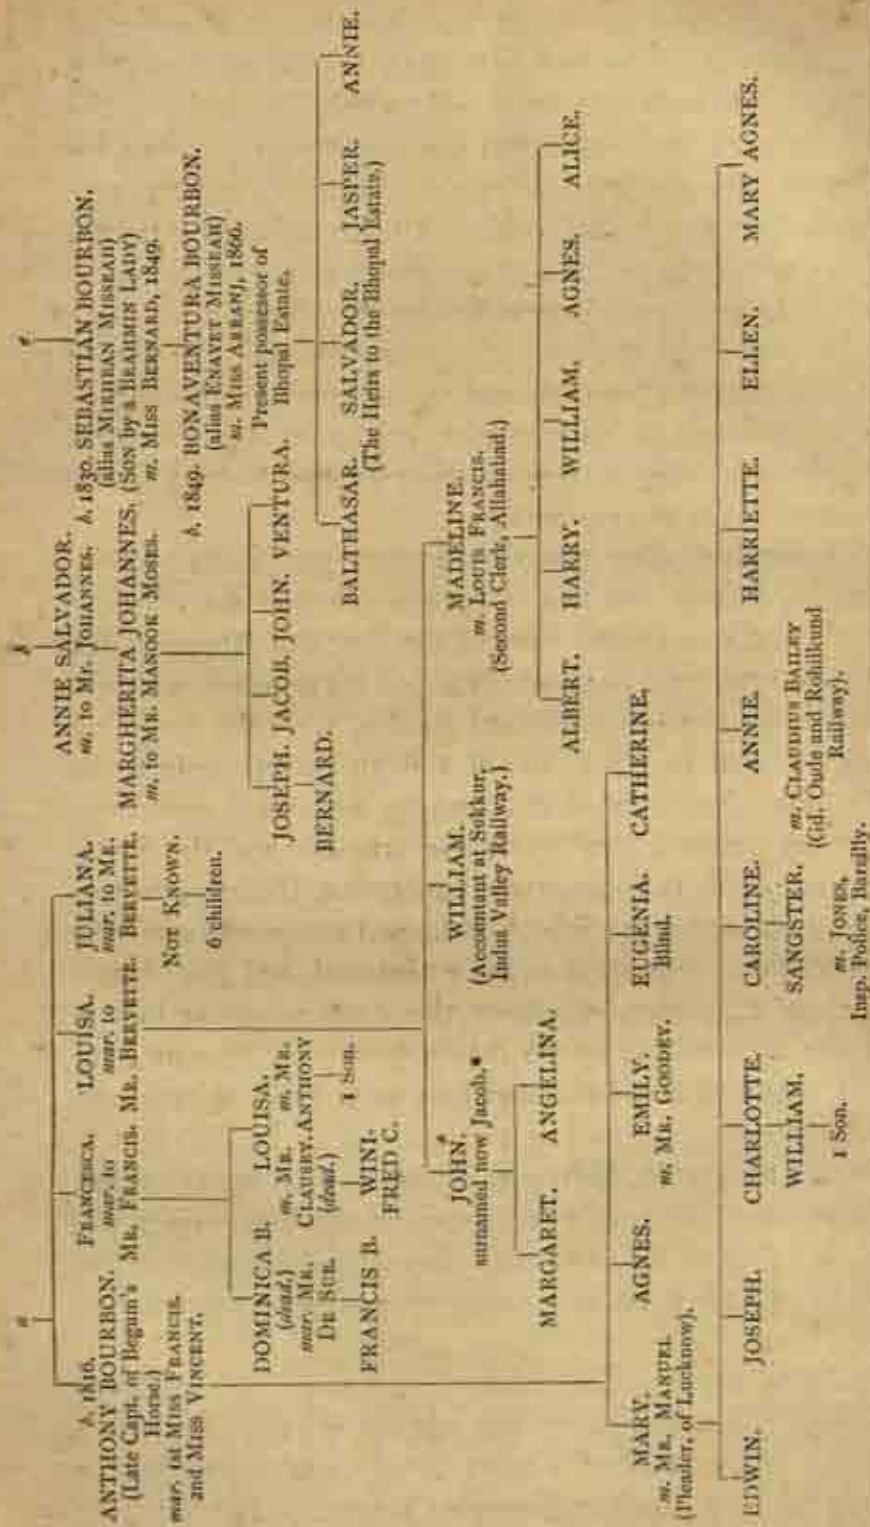 a
b. 1816.
ANTHONY BOURBON.
(Late Capt. of Begum's
Horse.)
mar. 1st MISS FRANCIS.
and MISS VINCENT.
FRANCESCA.
mar. to
MR. FRANCIS.
LOUISA.
mar. to
MR. BERVETTE.
JULIANA.
mar. to MR.
BERVETTE.
NOT KNOWN.
6 children.
b
ANNIE SALVADOR.
m. to MR. JOHANNES.
MARGHERITA JOHANNES.
m. to MR. MANOOK MOSES.
c
b. 1830. SEBASTIAN BOURBON.
(alias MIRHBAN MISSEAH)
(SON by a BRAHMIN LADY)
m. MISS BERNARD, 1849.
b. 1849. BONAVENTURA BOURBON.
(alias ENAYET MISSEAH)
m. MISS 1866.
Present possessor of
Bhopal Estate.
DOMINICA B.
(dead.)
mar. MR.
DE SUR.
FRANCIS B.
LOUISA.
m. MR. m. MR.
CLAUSEY. ANTHONY
(dead.)
WINI-
FRED C.
1 Son.
JOSEPH. JACOB. JOHN. VENTURA.
BERNARD.
BALTHASAR. SALVADOR. JASPER. ANNIE.
(The Heirs to the Bhopal Estate.)
JOHN.*
surnamed now Jacob.*
MARGARET. ANGELINA.
WILLIAM.
(Accountant at Sukkur,
Indus Valley Railway.)
MADELINE.
m. LOUIS FRANCIS.
(Second Clerk, Allahabad.)
ALBERT. HARRY. WILLIAM. AGNES. ALICE.
MARY.
m. MR. MANUEL
(Pleader, of Lucknow).
AGNES.
EMILY.
m. MR. GOODEY.
EUGENIA.
Blind.
CATHERINE.
EDWIN. JOSEPH. CHARLOTTE. CAROLINE. ANNIE. HARRIETTE. ELLEN. MARY AGNES.
WILLIAM.
1 Son.
SANGSTER.
m. JONES,
Insp. Police, Bareilly.
m. CLAUDIUS BAILEY
(Gd. Oude and Rohilkund
Railway).